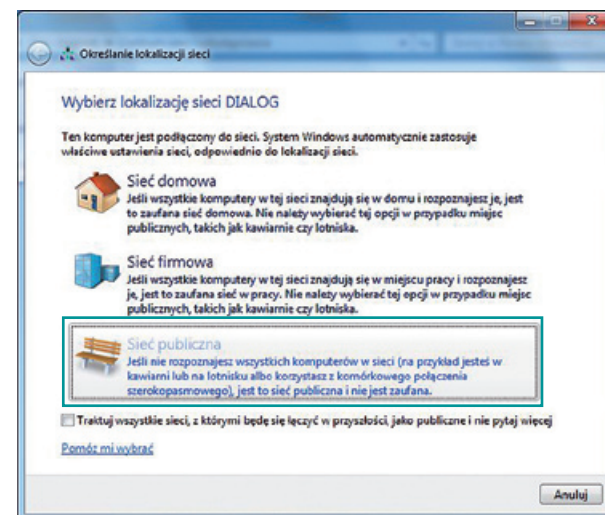 Określanie lokalizacji sieci
Wybierz lokalizację sieci DIALOG
Ten komputer jest podłączony do sieci. System Windows automatycznie zastosuje
właściwe ustawienia sieci, odpowiednio do lokalizacji sieci.
Sieć domowa
Jeśli wszystkie komputery w tej sieci znajdują się w domu i rozpoznajesz je, jest
to zaufana sieć domowa. Nie należy wybierać tej opcji w przypadku miejsc
publicznych, takich jak kawiarnie czy lotniska.
Sieć firmowa
Jeśli wszystkie komputery w tej sieci znajdują się w miejscu pracy i rozpoznajesz
je, jest to zaufana sieć w pracy. Nie należy wybierać tej opcji w przypadku miejsc
publicznych, takich jak kawiarnie czy lotniska.
Sieć publiczna
Jeśli nie rozpoznajesz wszystkich komputerów w sieci (na przykład jesteś w
kawiarni lub na lotnisku albo korzystasz z komórkowego połączenia
szerokopasmowego), jest to sieć publiczna i nie jest zaufana.
Traktuj wszystkie sieci, z którymi będę się łączyć w przyszłości, jako publiczne i nie pytaj więcej
Pomóż mi wybrać
Anuluj